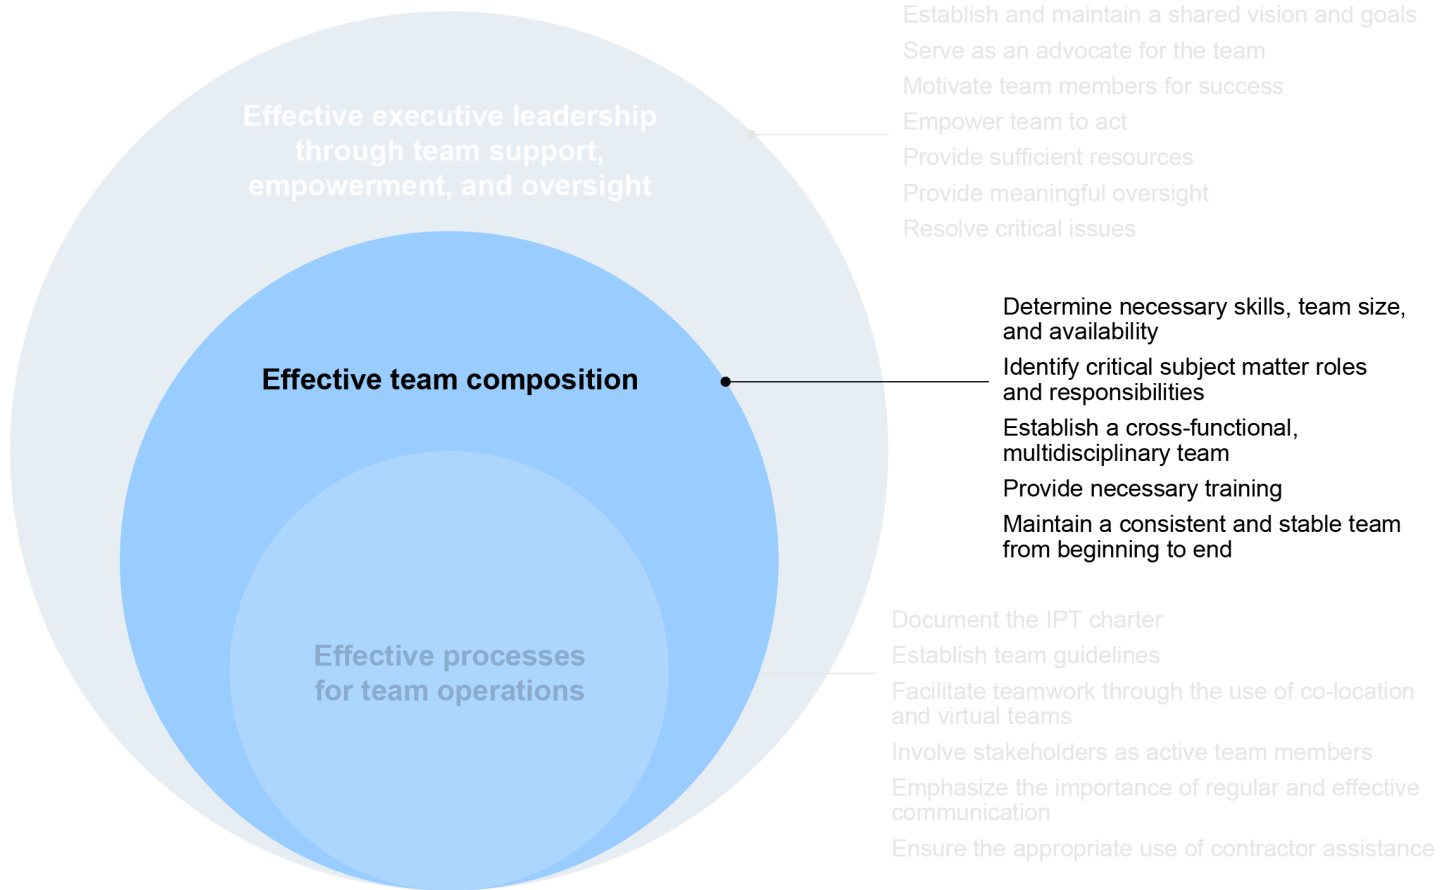 Effective executive leadership
through team support,
empowerment, and oversight
Establish and maintain a shared vision and goals
Serve as an advocate for the team
Motivate team members for success
Empower team to act
Provide sufficient resources
Provide meaningful oversight
Resolve critical issues
Effective team composition
Determine necessary skills, team size,
and availability
Identify critical subject matter roles
and responsibilities
Establish a cross-functional,
multidisciplinary team
Provide necessary training
Maintain a consistent and stable team
from beginning to end
Effective processes
for team operations
Document the IPT charter
Establish team guidelines
Facilitate teamwork through the use of co-location
and virtual teams
Involve stakeholders as active team members
Emphasize the importance of regular and effective
communication
Ensure the appropriate use of contractor assistance